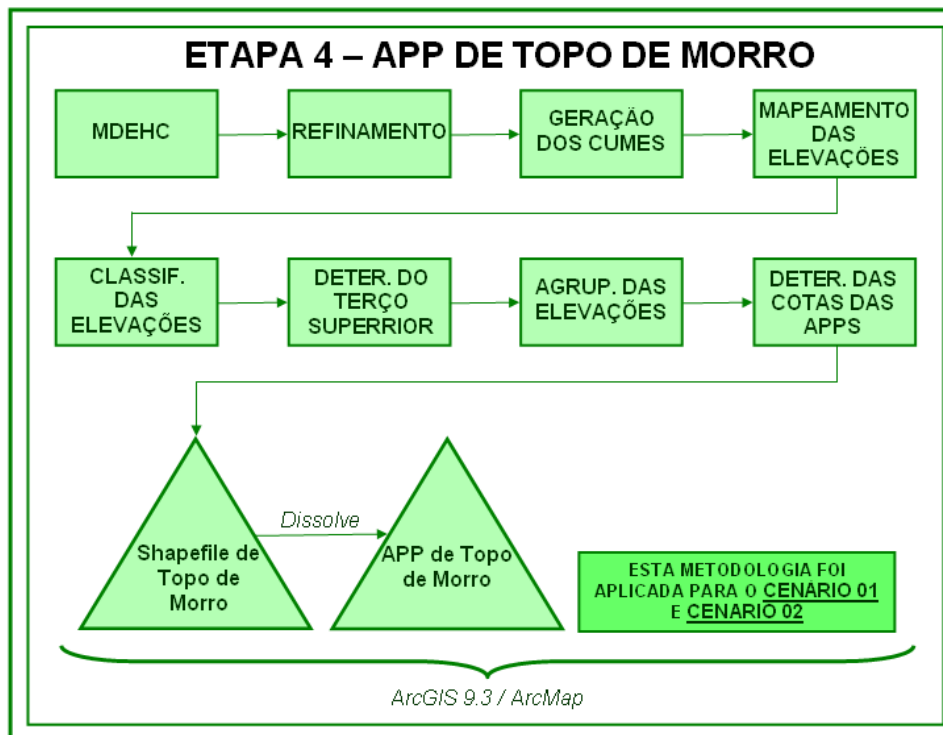 ETAPA 4 – APP DE TOPO DE MORRO
MDEHC
REFINAMENTO
GERAÇÃO
DOS CUMES
MAPEAMENTO
DAS
ELEVAÇÕES
CLASSIF.
DAS
ELEVAÇÕES
DETER. DO
TERÇO
SUPERRIOR
AGRUP. DAS
ELEVAÇÕES
DETER. DAS
COTAS DAS
APPS
Shapefile de
Topo de
Morro
Dissolve
APP de Topo
de Morro
ESTA METODOLOGIA FOI
APLICADA PARA O CENÁRIO 01
E CENARIO 02
ArcGIS 9.3 / ArcMap